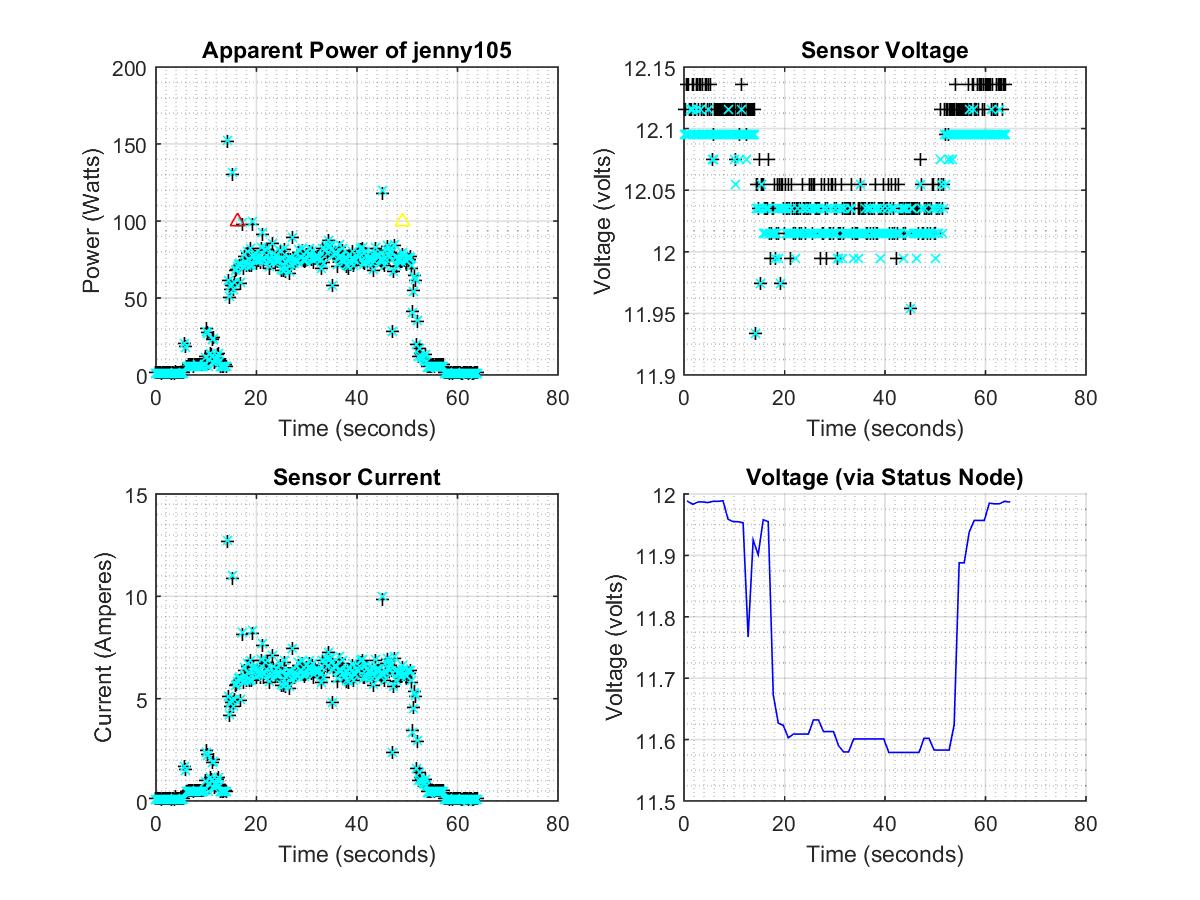 Apparent Power of jenny105
200
150
100
50
0
Power (Watts)
0 20 40 60 80
Time (seconds)
Sensor Voltage
12.15
12.1
12.05
12
11.95
11.9
Voltage (volts)
0 20 40 60 80
Time (seconds)
Sensor Current
15
10
5
0
Current (Amperes)
0 20 40 60 80
Time (seconds)
Voltage (via Status Node)
12
11.9
11.8
11.7
11.6
11.5
Voltage (volts)
0 20 40 60 80
Time (seconds)